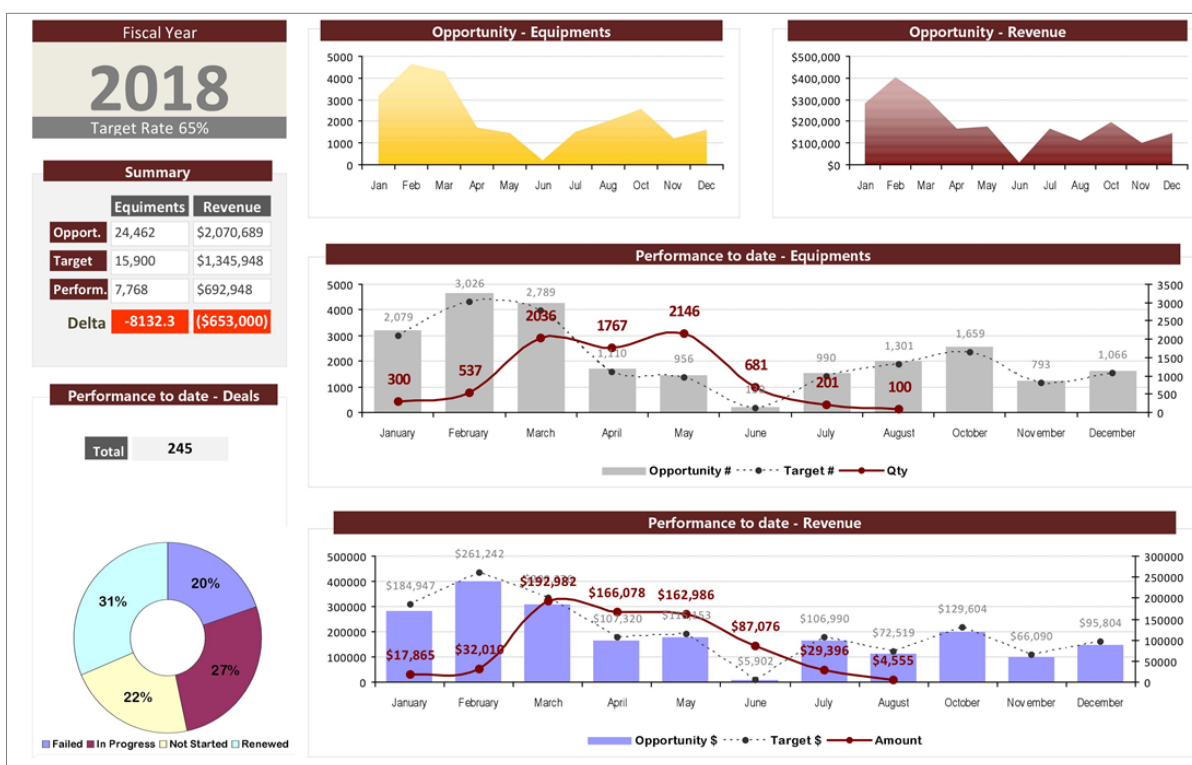 Fiscal Year
2018
Target Rate 65%
Summary
Equiments Revenue
Opport. 24,462 $2,070,689
Target 15,900 $1,345,948
Perform. 7,768 $692,948
Delta -8132.3 ($653,000)
Performance to date - Deals
Total 245
20%
31%
27%
22%
Failed In Progress Not Started Renewed
Opportunity - Equipments
5000
4000
3000
2000
1000
0
Jan Feb Mar Apr May Jun Jul Aug Oct Nov Dec
Opportunity - Revenue
$500,000
$400,000
$300,000
$200,000
$100,000
$0
Jan Feb Mar Apr May Jun Jul Aug Oct Nov Dec
Performance to date - Equipments
5000
4000
3000
2000
1000
0
2,079 3,026 2,789 1,110 956 990 1,301 1,659 793 1,066
300 537 2036 1767 2146 681 201 100
3500
3000
2500
2000
1500
1000
500
0
January February March April May June July August October November December
Opportunity # Target # Qty
Performance to date - Revenue
500000
400000
300000
200000
100000
0
$184,947 $261,242 $107,320 $5,902 $106,990 $72,519 $129,604 $66,090 $95,804
$17,865 $32,010 $192,982 $166,078 $162,986 $87,076 $29,396 $4,555
300000
250000
200000
150000
100000
50000
0
January February March April May June July August October November December
Opportunity $ Target $ Amount